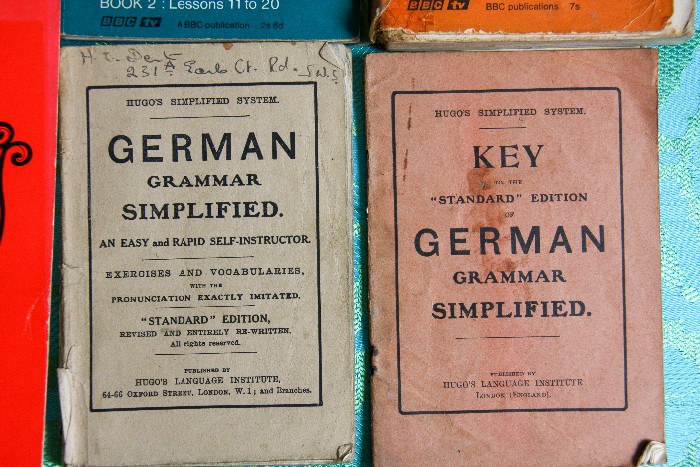 BOOK 2 : Lessons 11 to 20
BBC tv A BBC publication 2s 6d
BBC tv BBC publications 7s
231A Earls Ct. Rd. S.W.5
HUGO'S SIMPLIFIED SYSTEM.
GERMAN
GRAMMAR
SIMPLIFIED.
AN EASY and RAPID SELF-INSTRUCTOR.
EXERCISES AND VOCABULARIES,
WITH THE
PRONUNCIATION EXACTLY IMITATED.
"STANDARD" EDITION,
REVISED AND ENTIRELY RE-WRITTEN.
All rights reserved.
PUBLISHED BY
HUGO'S LANGUAGE INSTITUTE,
64-66 OXFORD STREET, LONDON, W.1; and Branches.
HUGO'S SIMPLIFIED SYSTEM.
KEY
TO THE
"STANDARD" EDITION
OF
GERMAN
GRAMMAR
SIMPLIFIED.
PUBLISHED BY
HUGO'S LANGUAGE INSTITUTE
LONDON (ENGLAND).